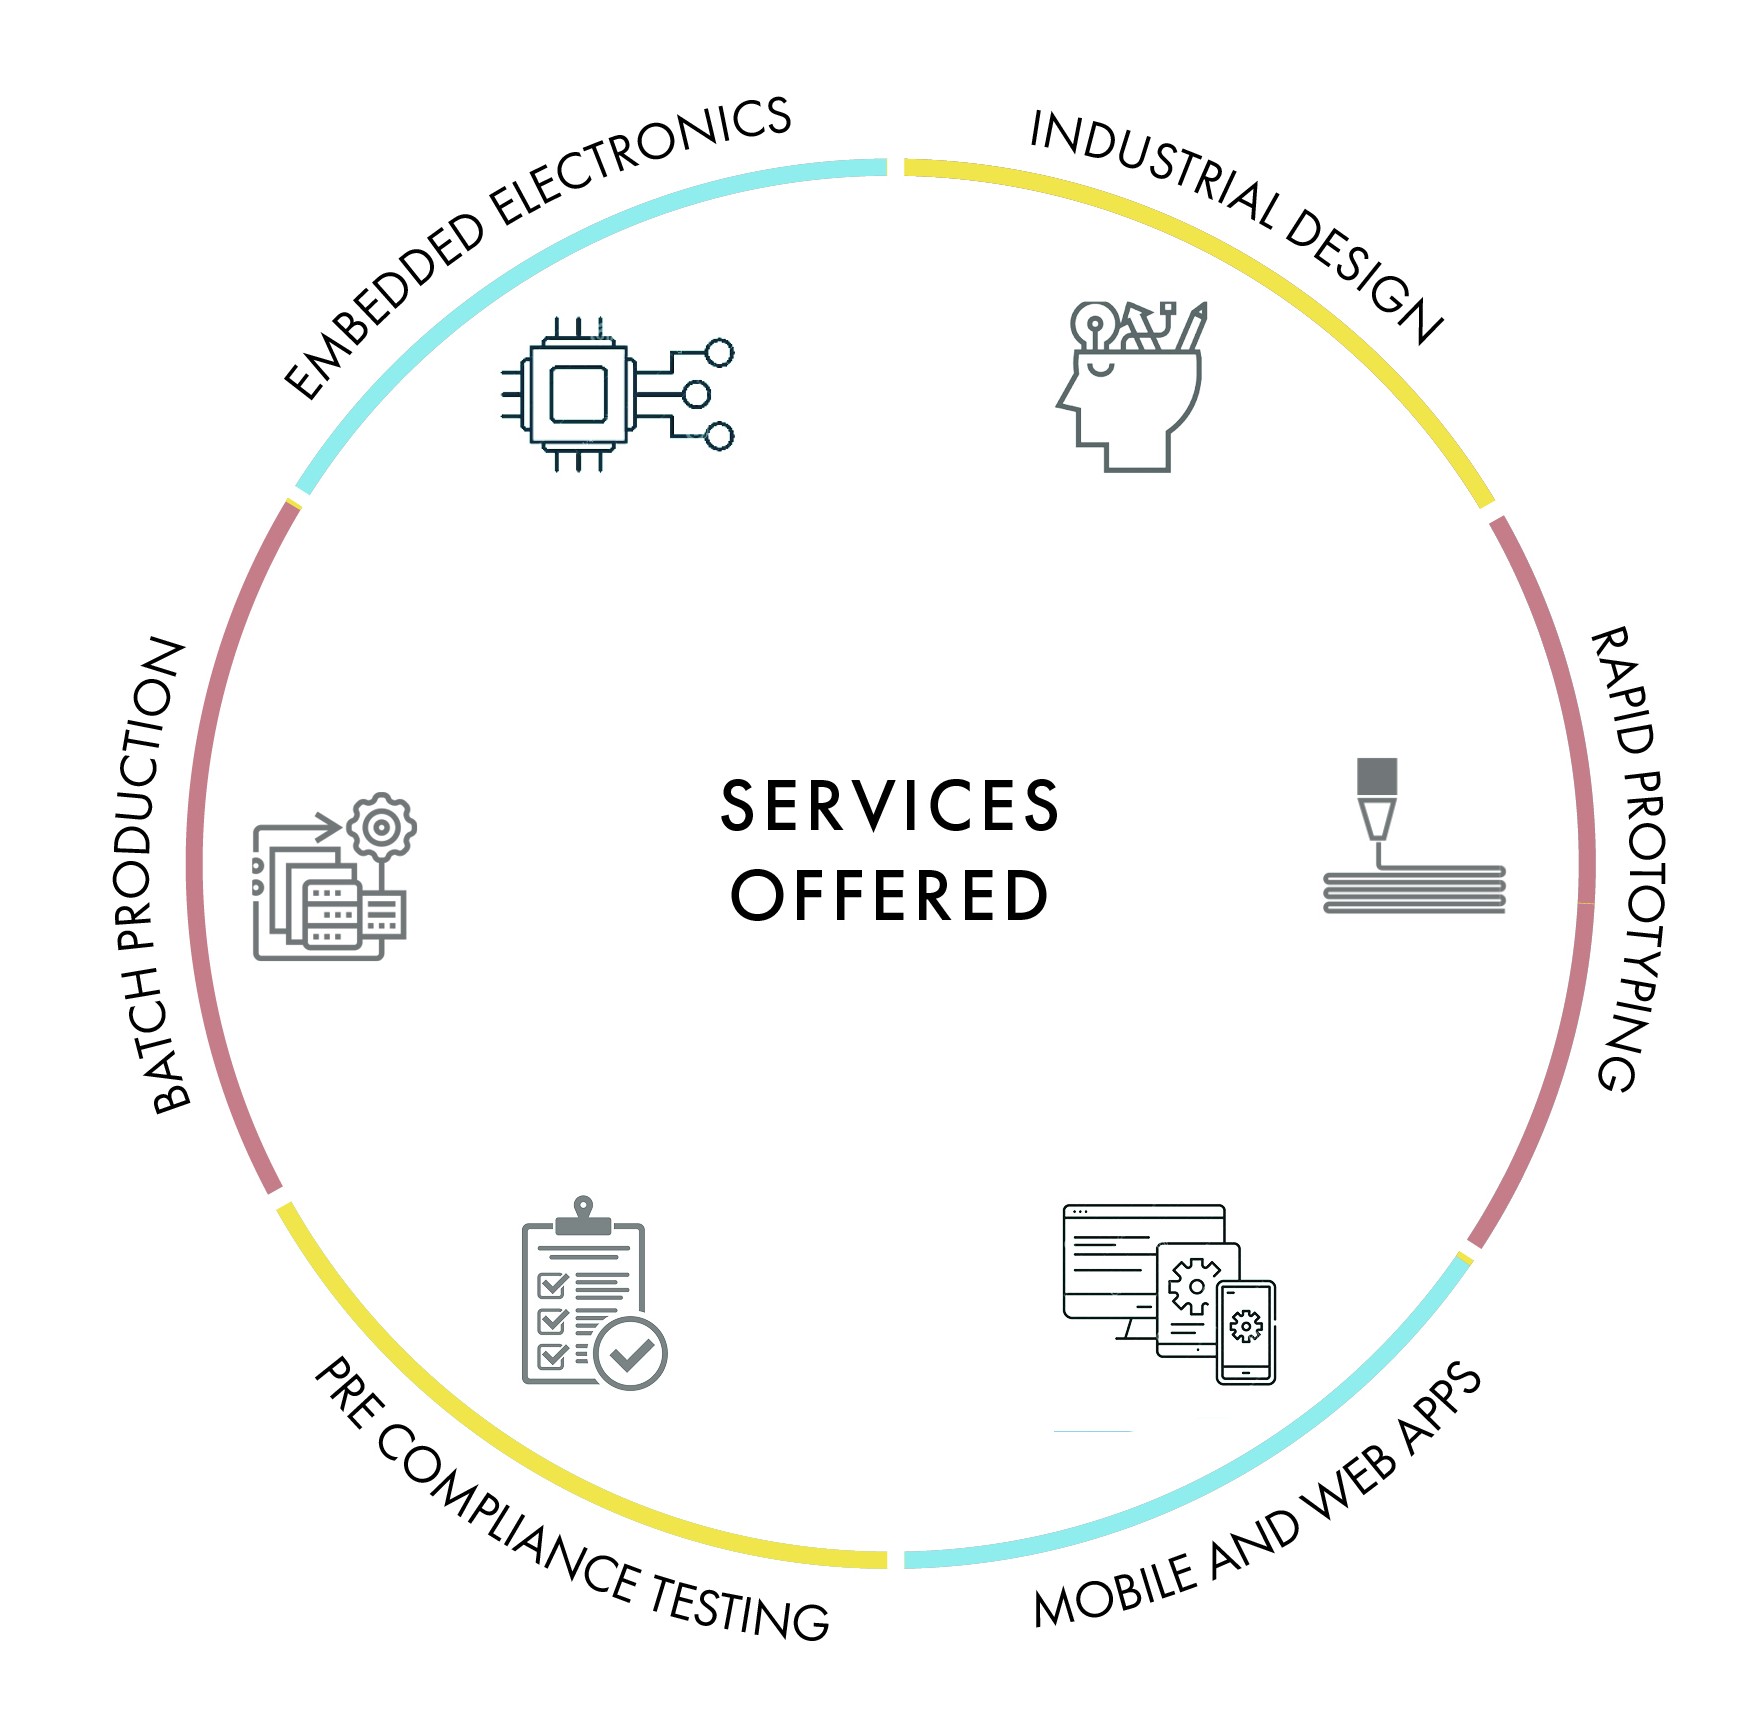 EMBEDDED ELECTRONICS
INDUSTRIAL DESIGN
RAPID PROTOTYPING
MOBILE AND WEB APPS
PRE COMPLIANCE TESTING
BATCH PRODUCTION
SERVICES
OFFERED